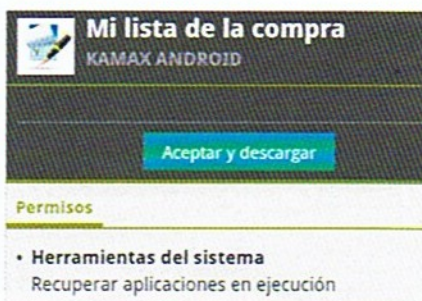 Mi lista de la compra
KAMAX ANDROID
Aceptar y descargar
Permisos
• Herramientas del sistema
Recuperar aplicaciones en ejecución